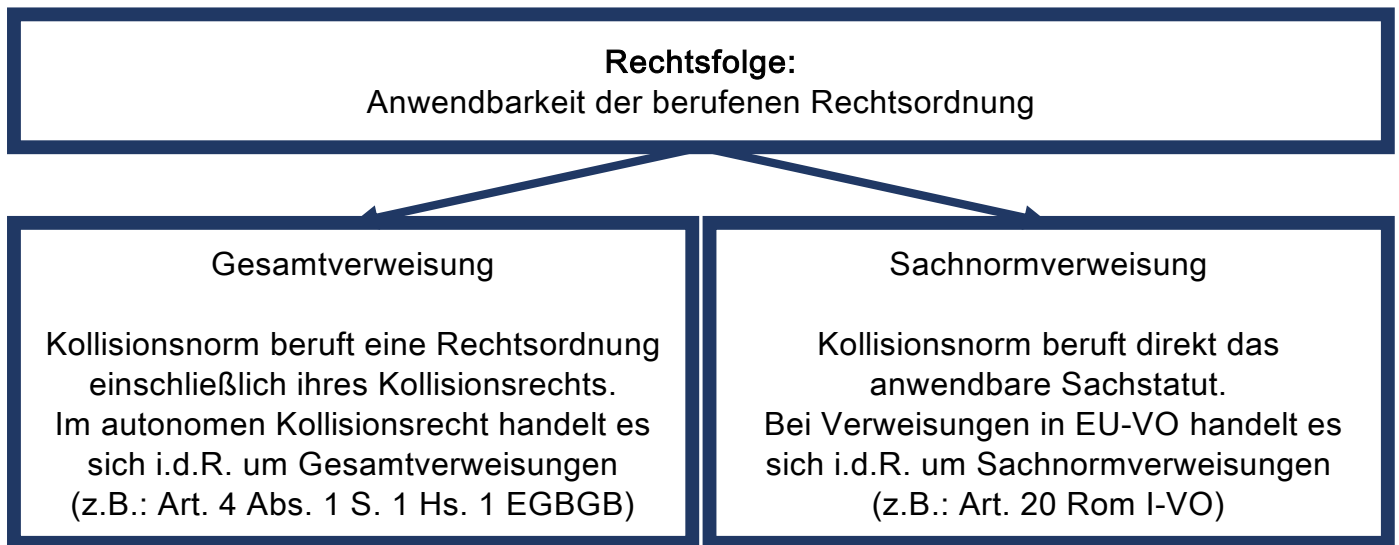 Rechtsfolge:
Anwendbarkeit der berufenen Rechtsordnung
Gesamtverweisung
Kollisionsnorm beruft eine Rechtsordnung
einschließlich ihres Kollisionsrechts.
Im autonomen Kollisionsrecht handelt es
sich i.d.R. um Gesamtverweisungen
(z.B.: Art. 4 Abs. 1 S. 1 Hs. 1 EGBGB)
Sachnormverweisung
Kollisionsnorm beruft direkt das
anwendbare Sachstatut.
Bei Verweisungen in EU-VO handelt es
sich i.d.R. um Sachnormverweisungen
(z.B.: Art. 20 Rom I-VO)